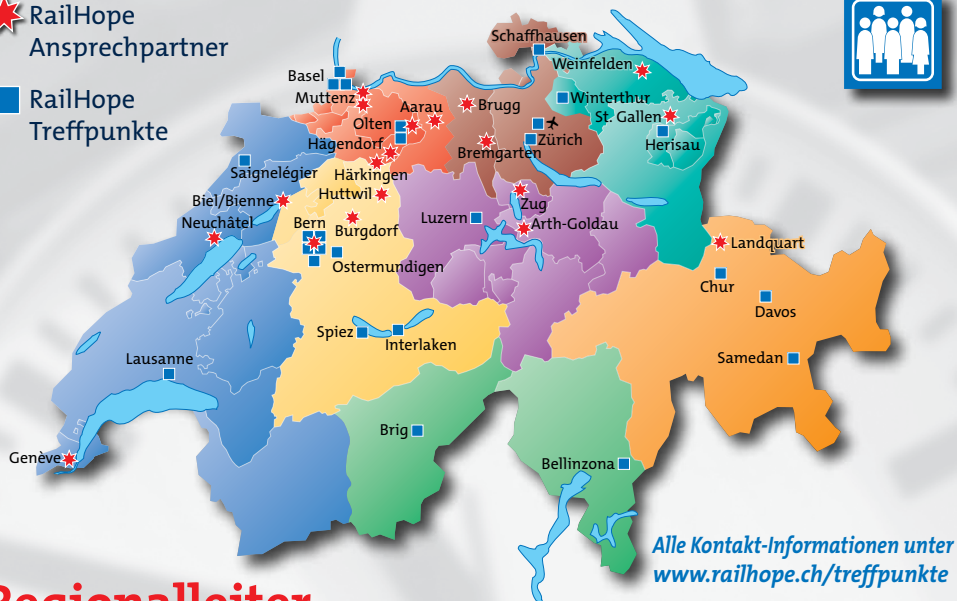 RailHope
Ansprechpartner
RailHope
Treffpunkte
Schaffhausen
Weinfelden
Basel
Muttenz
Aarau
Brugg
Winterthur
Olten
St. Gallen
Zürich
Hägendorf
Bremgarten
Herisau
Saignelégier
Härkingen
Huttwil
Biel/Bienne
Zug
Neuchâtel
Bern
Burgdorf
Luzern
Arth-Goldau
Landquart
Ostermundigen
Chur
Davos
Spiez
Interlaken
Lausanne
Samedan
Brig
Genève
Bellinzona
Alle Kontakt-Informationen unter
www.railhope.ch/treffpunkte
Regionalleiter